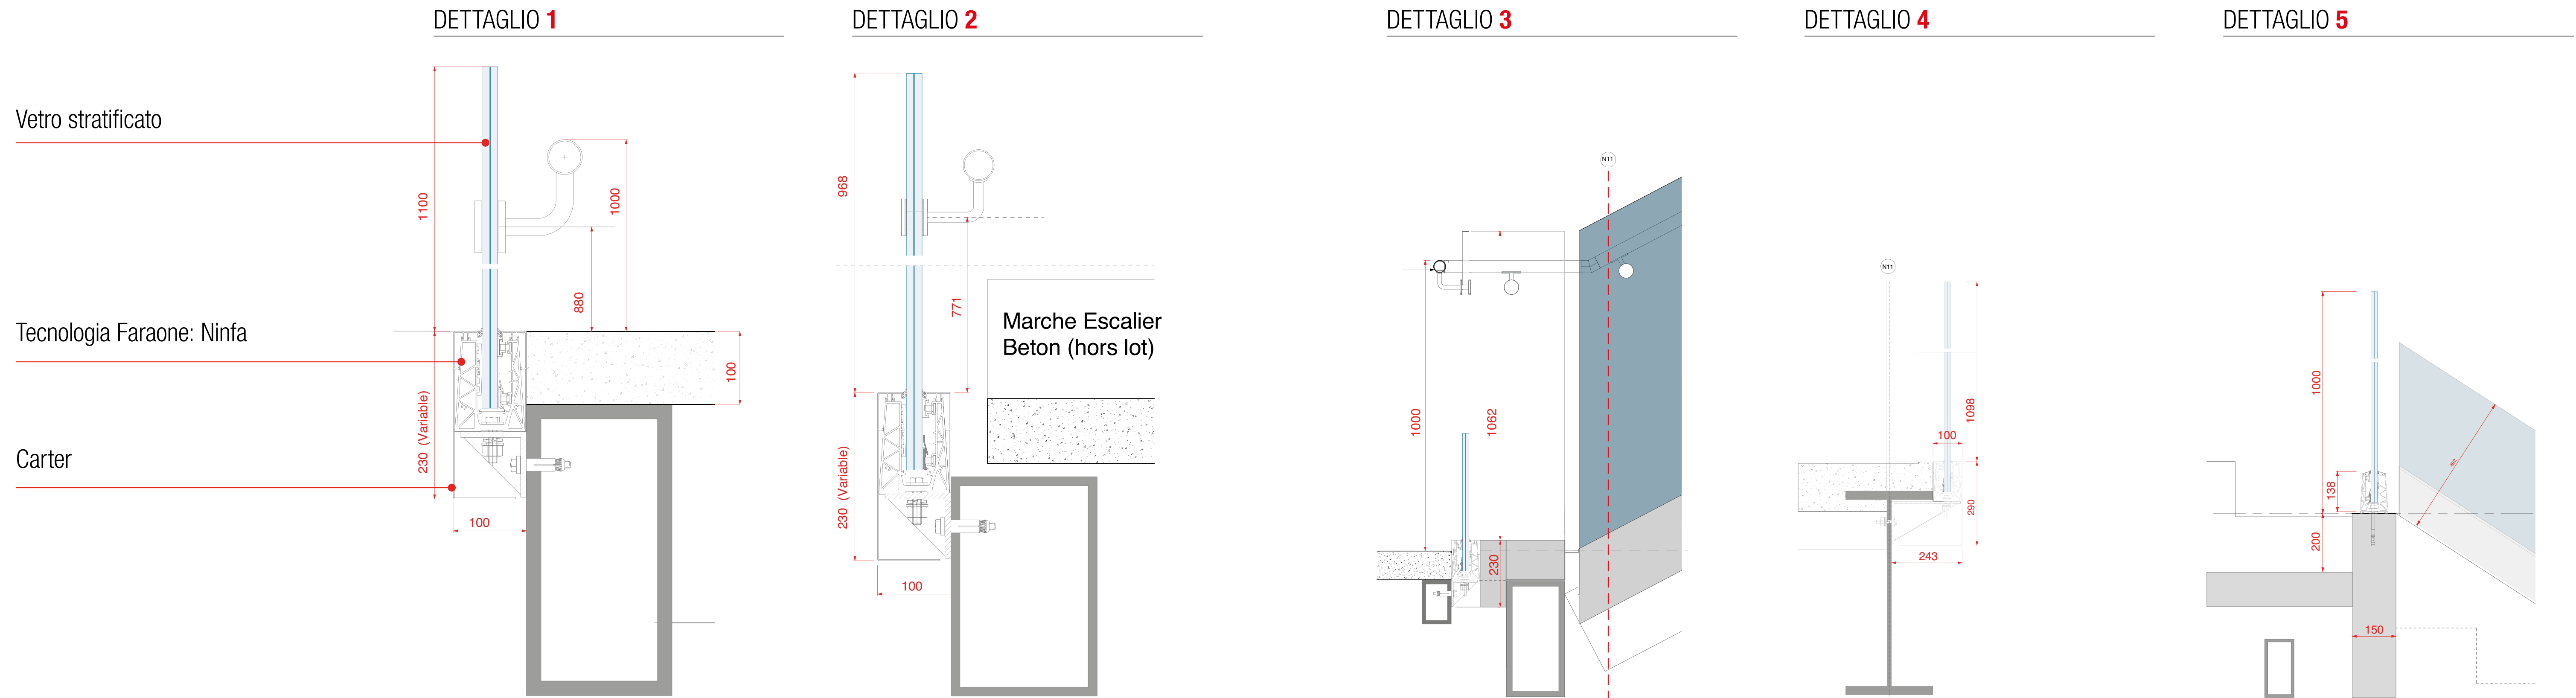 DETTAGLIO 1
DETTAGLIO 2
DETTAGLIO 3
DETTAGLIO 4
DETTAGLIO 5
Vetro stratificato
Tecnologia Faraone: Ninfa
Carter
1100
1000
880
230 (Variable)
100
100
968
771
Marche Escalier
Beton (hors lot)
230 (Variable)
100
N11
1000
1062
230
N11
1098
100
290
243
1000
138
200
150